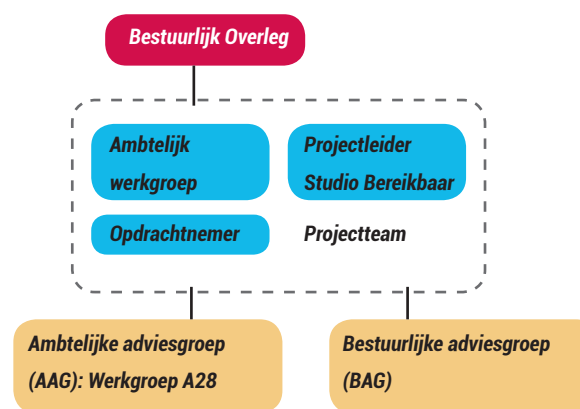 Bestuurlijk Overleg
Ambtelijk
werkgroep
Projectleider
Studio Bereikbaar
Opdrachtnemer
Projectteam
Ambtelijke adviesgroep
(AAG): Werkgroep A28
Bestuurlijke adviesgroep
(BAG)